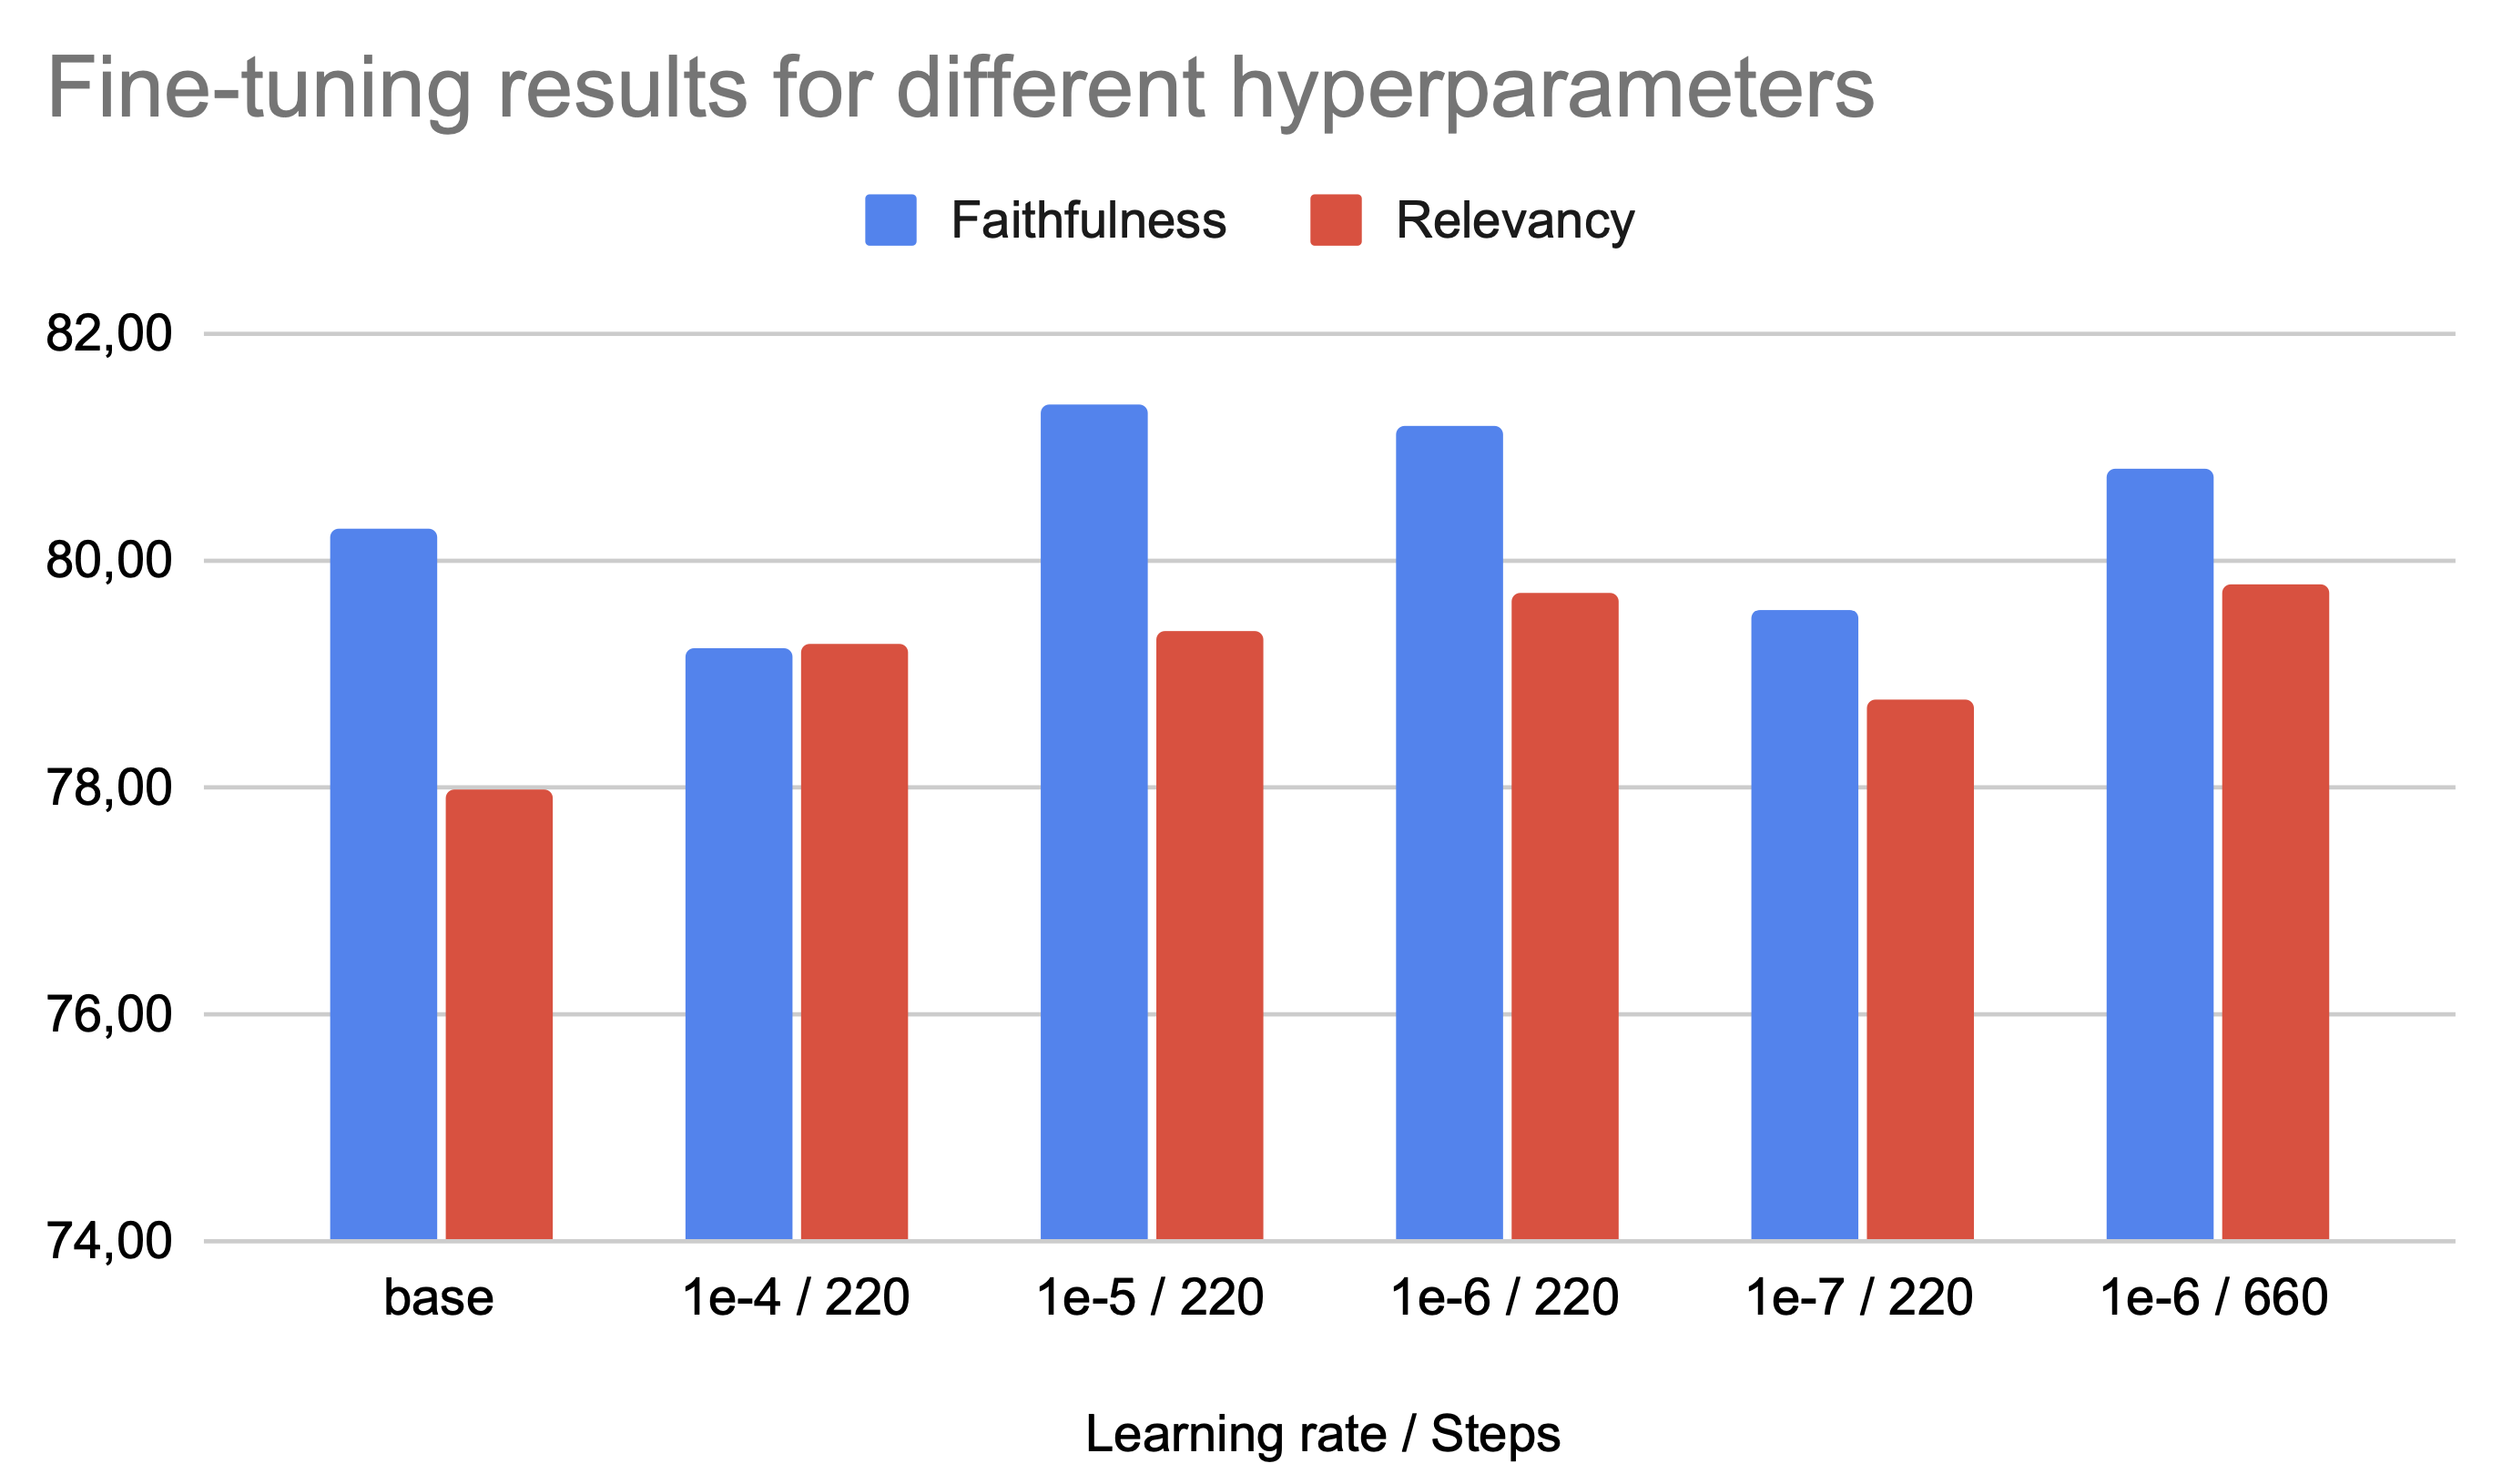 Fine-tuning results for different hyperparameters
Faithfulness Relevancy
82,00
80,00
78,00
76,00
74,00
base 1e-4 / 220 1e-5 / 220 1e-6 / 220 1e-7 / 220 1e-6 / 660
Learning rate / Steps